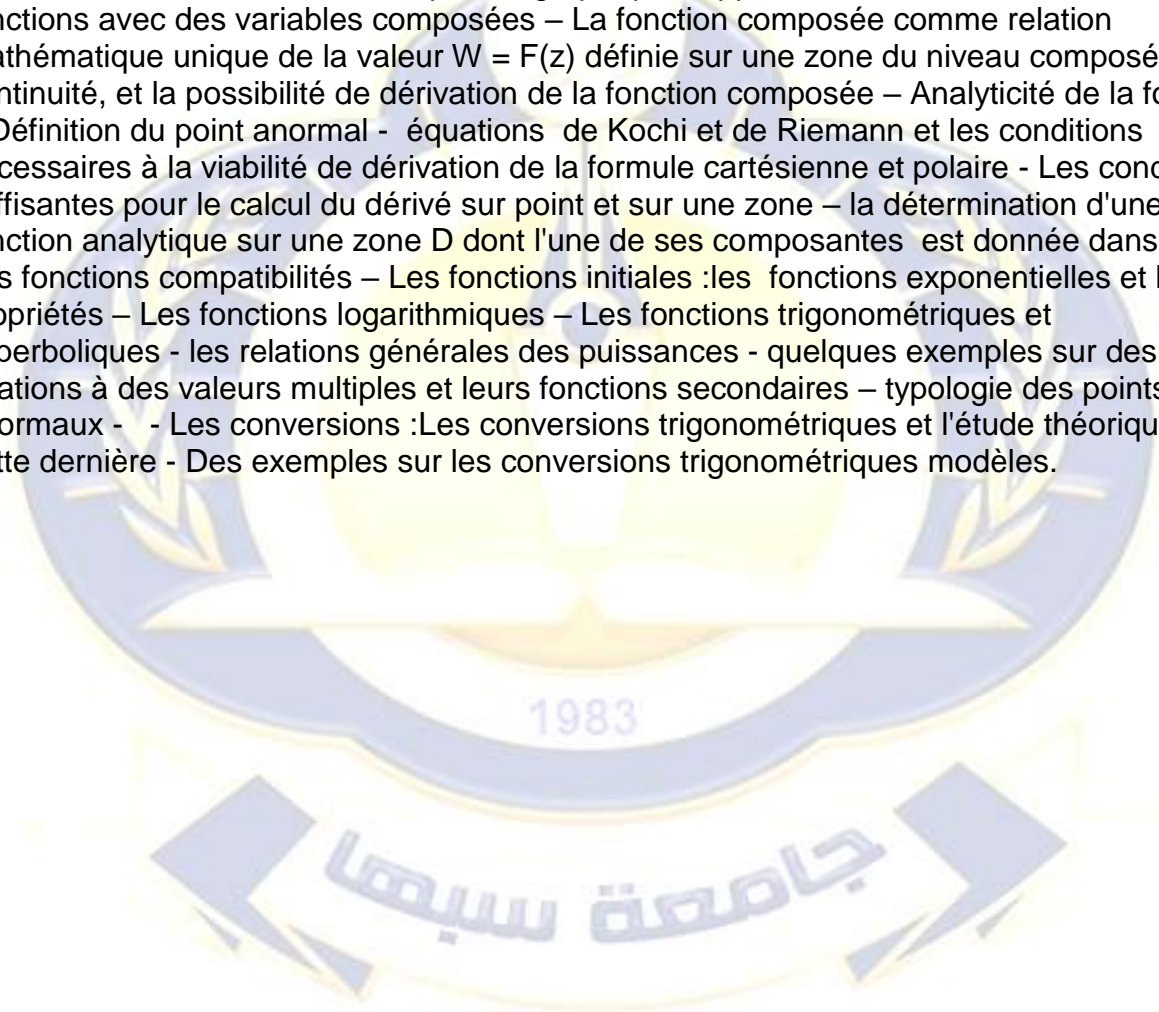 nctions avec des variables composées – La fonction composée comme relation
athématique unique de la valeur W = F(z) définie sur une zone du niveau composé
ntinuité, et la possibilité de dérivation de la fonction composée – Analyticité de la fo
Définition du point anormal - équations de Kochi et de Riemann et les conditions
cessaires à la viabilité de dérivation de la formule cartésienne et polaire - Les cond
ffisantes pour le calcul du dérivé sur point et sur une zone – la détermination d'une
nction analytique sur une zone D dont l'une de ses composantes est donnée dans
s fonctions compatibilités – Les fonctions initiales :les fonctions exponentielles et l
opriétés – Les fonctions logarithmiques – Les fonctions trigonométriques et
perboliques - les relations générales des puissances - quelques exemples sur des
ations à des valeurs multiples et leurs fonctions secondaires – typologie des points
ormaux - - Les conversions :Les conversions trigonométriques et l'étude théoriqu
tte dernière - Des exemples sur les conversions trigonométriques modèles.
1983
جامعة سبها